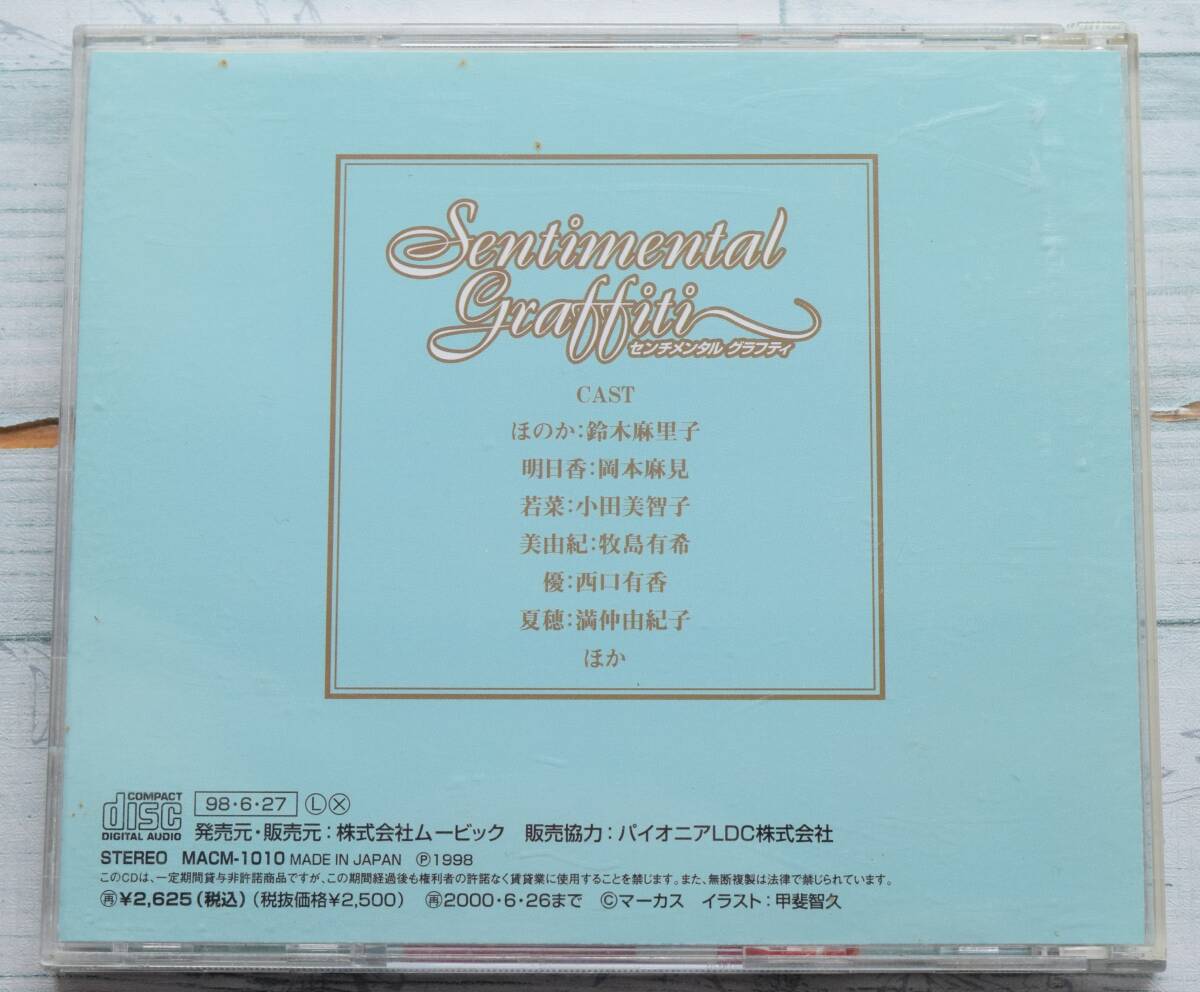 Sentimental
Graffiti
センチメンタル グラフティ
CAST
ほのか:鈴木麻里子
明日香:岡本麻見
若菜:小田美智子
美由紀:牧島有希
優:西口有香
夏穂:満仲由紀子
ほか
COMPACT
disc
DIGITAL AUDIO
98・6・27 Ⓛ Ⓧ
発売元・販売元:株式会社ムービック 販売協力:パイオニアLDC株式会社
STEREO MACM-1010 MADE IN JAPAN Ⓟ1998
このCDは、一定期間貸与非許諾商品ですが、この期間経過後も権利者の許諾なく賃貸業に使用することを禁じます。また、無断複製は法律で禁じられています。
㊢¥2,625(税込)(税抜価格¥2,500) ㊢2000・6・26まで ©マーカス イラスト:甲斐智久